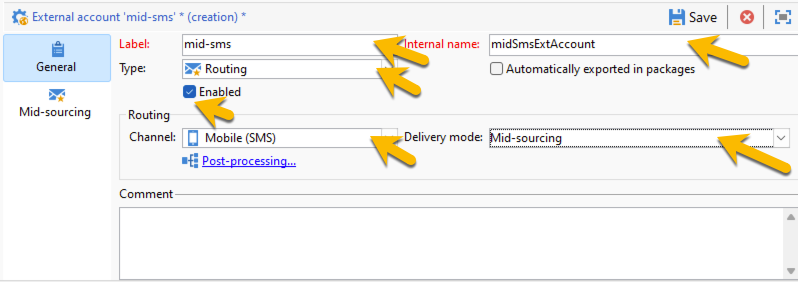 External account 'mid-sms' * (creation) *
Save
General
Mid-sourcing
Label: mid-sms Internal name: midSmsExtAccount
Type: Routing Automatically exported in packages
Enabled
Routing
Channel: Mobile (SMS) Delivery mode: Mid-sourcing
Post-processing...
Comment